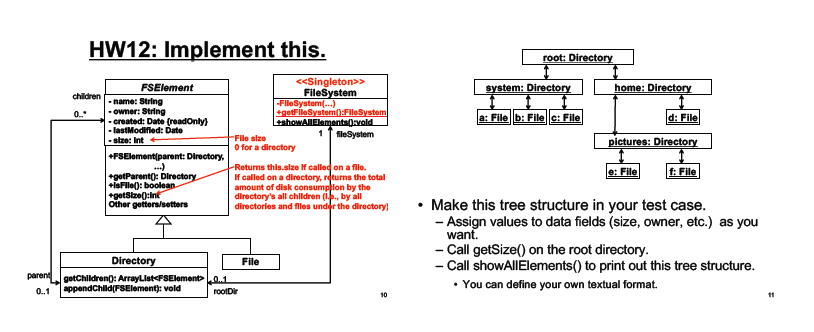 HW12: Implement this.
FSElement
- name: String
- owner: String
- created: Date {readOnly}
- lastModified: Date
- size: int
+FSElement(parent: Directory,
...)
+getParent(): Directory
+isFile(): boolean
+getSize():int
Other getters/setters
children
0..*
<<Singleton>>
FileSystem
-FileSystem(...)
+getFileSystem():FileSystem
+showAllElements():void
1
fileSystem
File size
0 for a directory
Returns this.size if called on a file.
If called on a directory, returns the total
amount of disk consumption by the
directory's all children (i.e., by all
directories and files under the directory)
Directory
getChildren(): ArrayList<FSElement>
appendChild(FSElement): void
File
parent
0..1
0..1
rootDir
10
root: Directory
system: Directory
home: Directory
a: File
b: File
c: File
d: File
pictures: Directory
e: File
f: File
• Make this tree structure in your test case.
– Assign values to data fields (size, owner, etc.) as you
want.
– Call getSize() on the root directory.
– Call showAllElements() to print out this tree structure.
• You can define your own textual format.
11